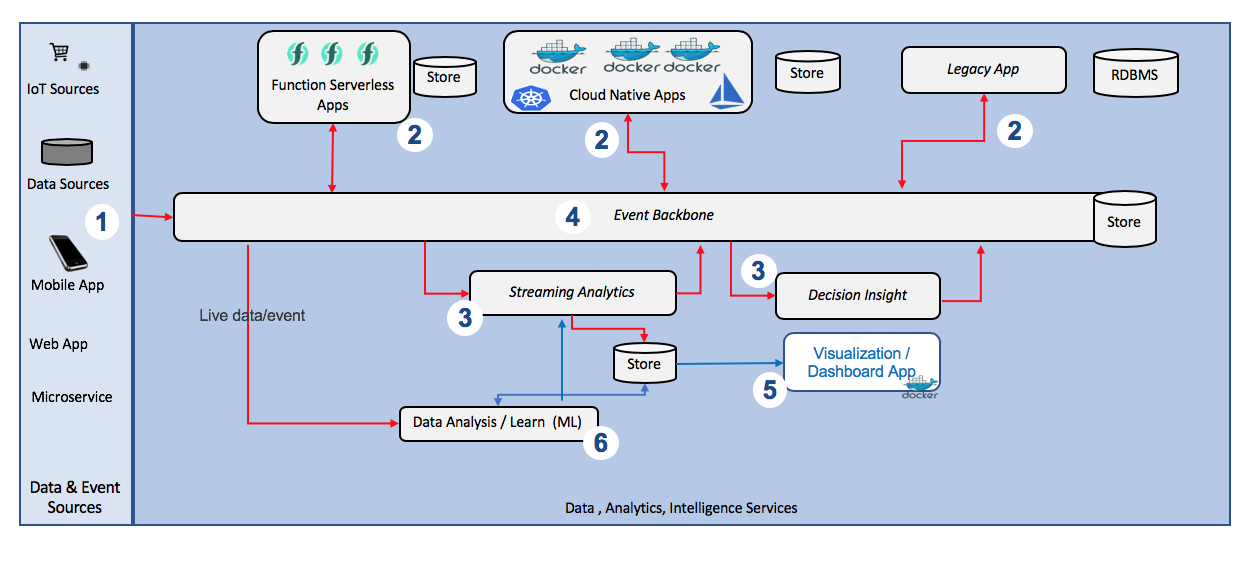 IoT Sources
Data Sources
1
Mobile App
Web App
Microservice
Data & Event
Sources
Function Serverless
Apps
Store
2
docker
docker
docker
Cloud Native Apps
2
Store
Legacy App
2
RDBMS
4
Event Backbone
Store
Live data/event
Streaming Analytics
3
3
Decision Insight
Store
Visualization /
Dashboard App
docker
5
Data Analysis / Learn (ML)
6
Data , Analytics, Intelligence Services